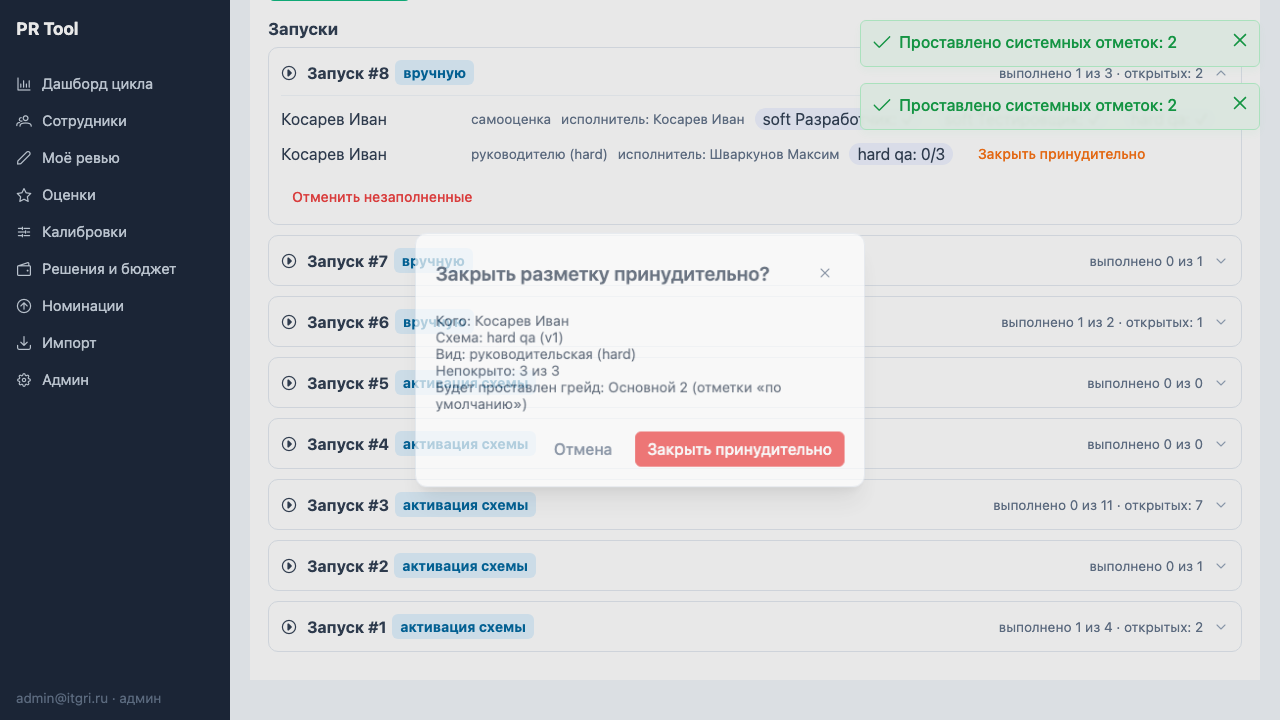 PR Tool
Дашборд цикла
Сотрудники
Моё ревью
Оценки
Калибровки
Решения и бюджет
Номинации
Импорт
Админ
admin@itgri.ru · админ
Запуски
Проставлено системных отметок: 2
Проставлено системных отметок: 2
Запуск #8 вручную выполнено 1 из 3 · открытых: 2
Косарев Иван самооценка исполнитель: Косарев Иван soft
Косарев Иван руководителю (hard) исполнитель: Шваркунов Максим hard qa: 0/3 Закрыть принудительно
Отменить незаполненные
Запуск #7 вручную выполнено 0 из 1
Запуск #6 вручную выполнено 1 из 2 · открытых: 1
Запуск #5 активация схемы выполнено 0 из 0
Запуск #4 активация схемы выполнено 0 из 0
Запуск #3 активация схемы выполнено 0 из 11 · открытых: 7
Запуск #2 активация схемы выполнено 0 из 1
Запуск #1 активация схемы выполнено 1 из 4 · открытых: 2
Закрыть разметку принудительно?
Кого: Косарев Иван
Схема: hard qa (v1)
Вид: руководительская (hard)
Непокрыто: 3 из 3
Будет проставлен грейд: Основной 2 (отметки «по
умолчанию»)
Отмена Закрыть принудительно